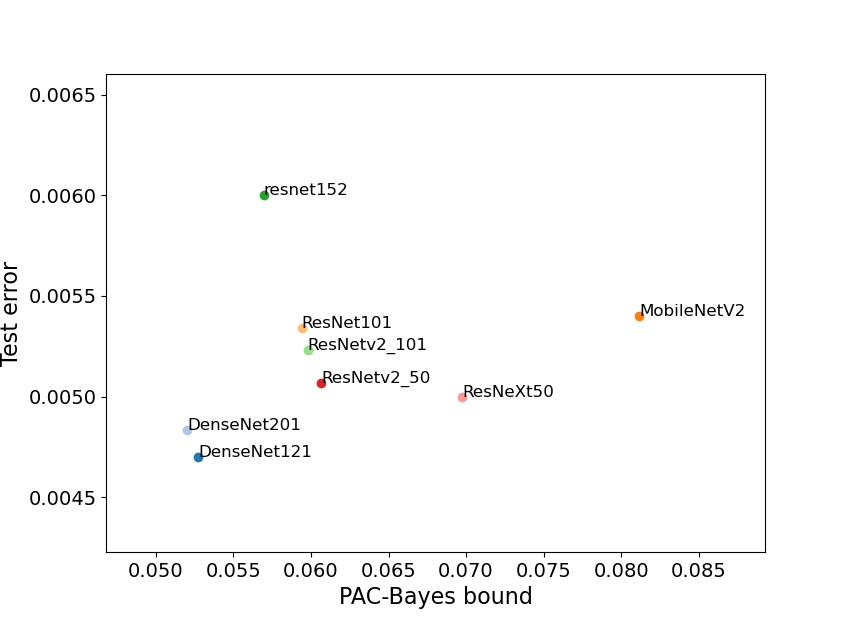 0.0065
0.0060
0.0055
0.0050
0.0045
Test error
resnet152
MobileNetV2
ResNet101
ResNetv2_101
ResNetv2_50
ResNeXt50
DenseNet201
DenseNet121
0.050 0.055 0.060 0.065 0.070 0.075 0.080 0.085
PAC-Bayes bound